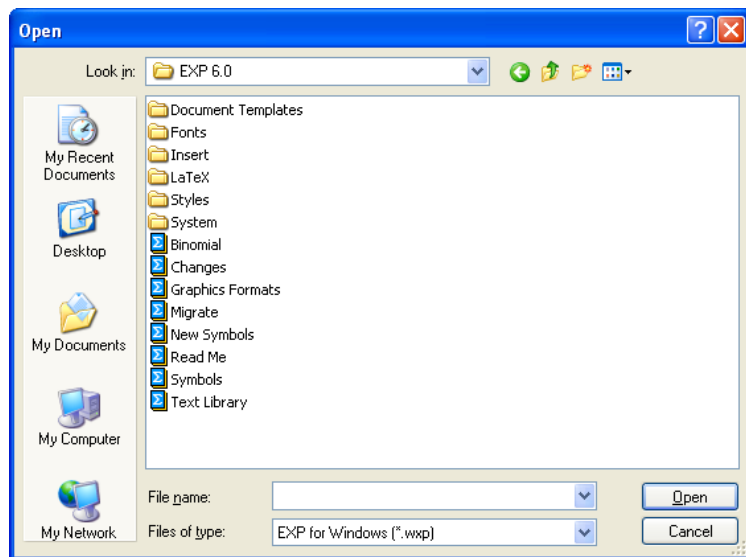 Open
Look in: EXP 6.0
My Recent
Documents
Desktop
My Documents
My Computer
My Network
Document Templates
Fonts
Insert
LaTeX
Styles
System
Binomial
Changes
Graphics Formats
Migrate
New Symbols
Read Me
Symbols
Text Library
File name:
Open
Files of type: EXP for Windows (*.wxp)
Cancel